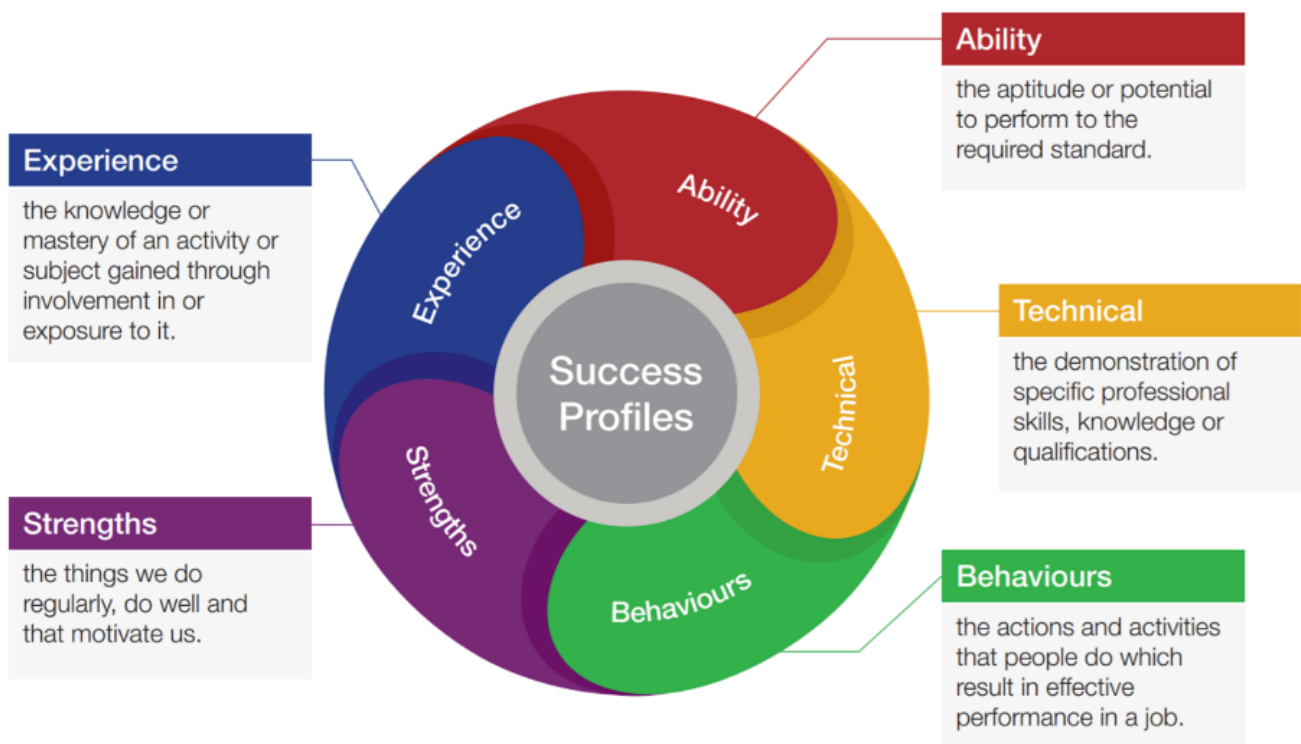 Ability
the aptitude or potential
to perform to the
required standard.
Experience
the knowledge or
mastery of an activity or
subject gained through
involvement in or
exposure to it.
Technical
the demonstration of
specific professional
skills, knowledge or
qualifications.
Strengths
the things we do
regularly, do well and
that motivate us.
Behaviours
the actions and activities
that people do which
result in effective
performance in a job.
Ability
Experience
Technical
Strengths
Behaviours
Success
Profiles